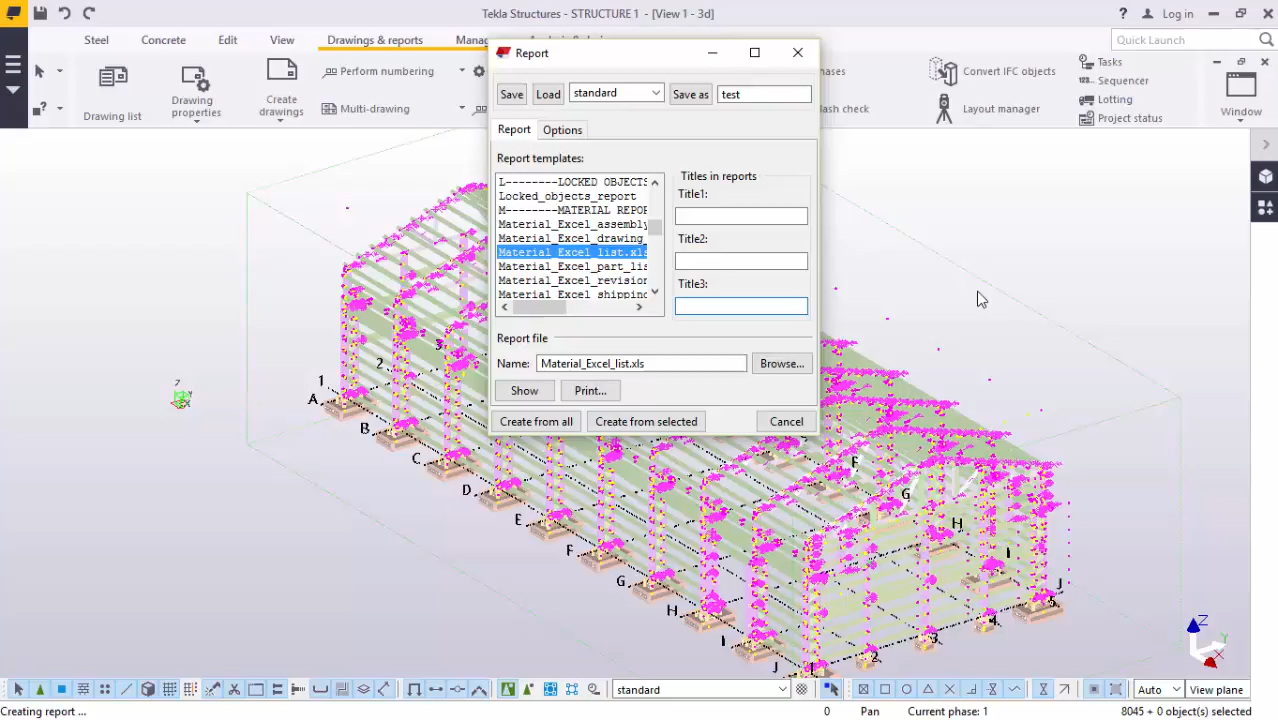 Tekla Structures - STRUCTURE 1 - [View 1 - 3d]
? Log in
Steel Concrete Edit View Drawings & reports
Quick Launch
Drawing list
Drawing properties
Create drawings
Perform numbering
Multi-drawing
Convert IFC objects
Layout manager
Tasks
Sequencer
Lotting
Project status
Window
Report
Save Load standard Save as test
Report Options
Report templates:
L--------LOCKED OBJECTS
Locked_objects_report
M--------MATERIAL REPOR
Material_Excel_assembly
Material_Excel_drawing_
Material_Excel_list.xls
Material_Excel_part_lis
Material_Excel_revision
Material_Excel_shipping
Titles in reports
Title1:
Title2:
Title3:
Report file
Name: Material_Excel_list.xls Browse...
Show Print...
Create from all Create from selected Cancel
1 2 3
A
B
C
D
E
F
G
H
I
J
1 2 3 4 5
F
G
H
I
J
Z
Z
Y
X
standard
Auto View plane
Creating report ... 0 Pan Current phase: 1 8045 + 0 object(s) selected